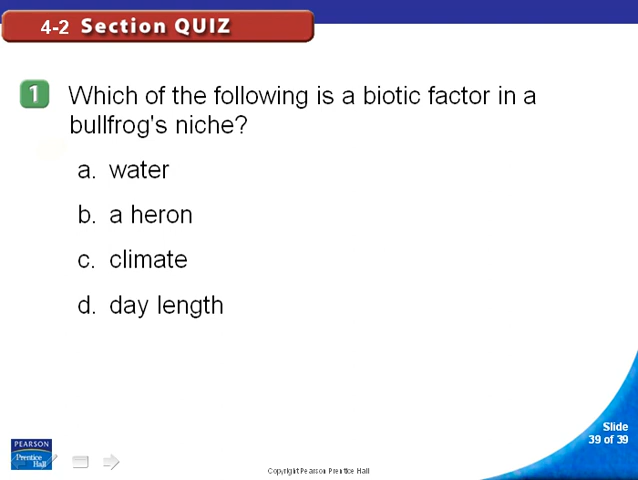 4-2 Section QUIZ
1 Which of the following is a biotic factor in a
bullfrog's niche?
a. water
b. a heron
c. climate
d. day length
Slide
39 of 39
PEARSON
Prentice
Hall
Copyright Pearson Prentice Hall